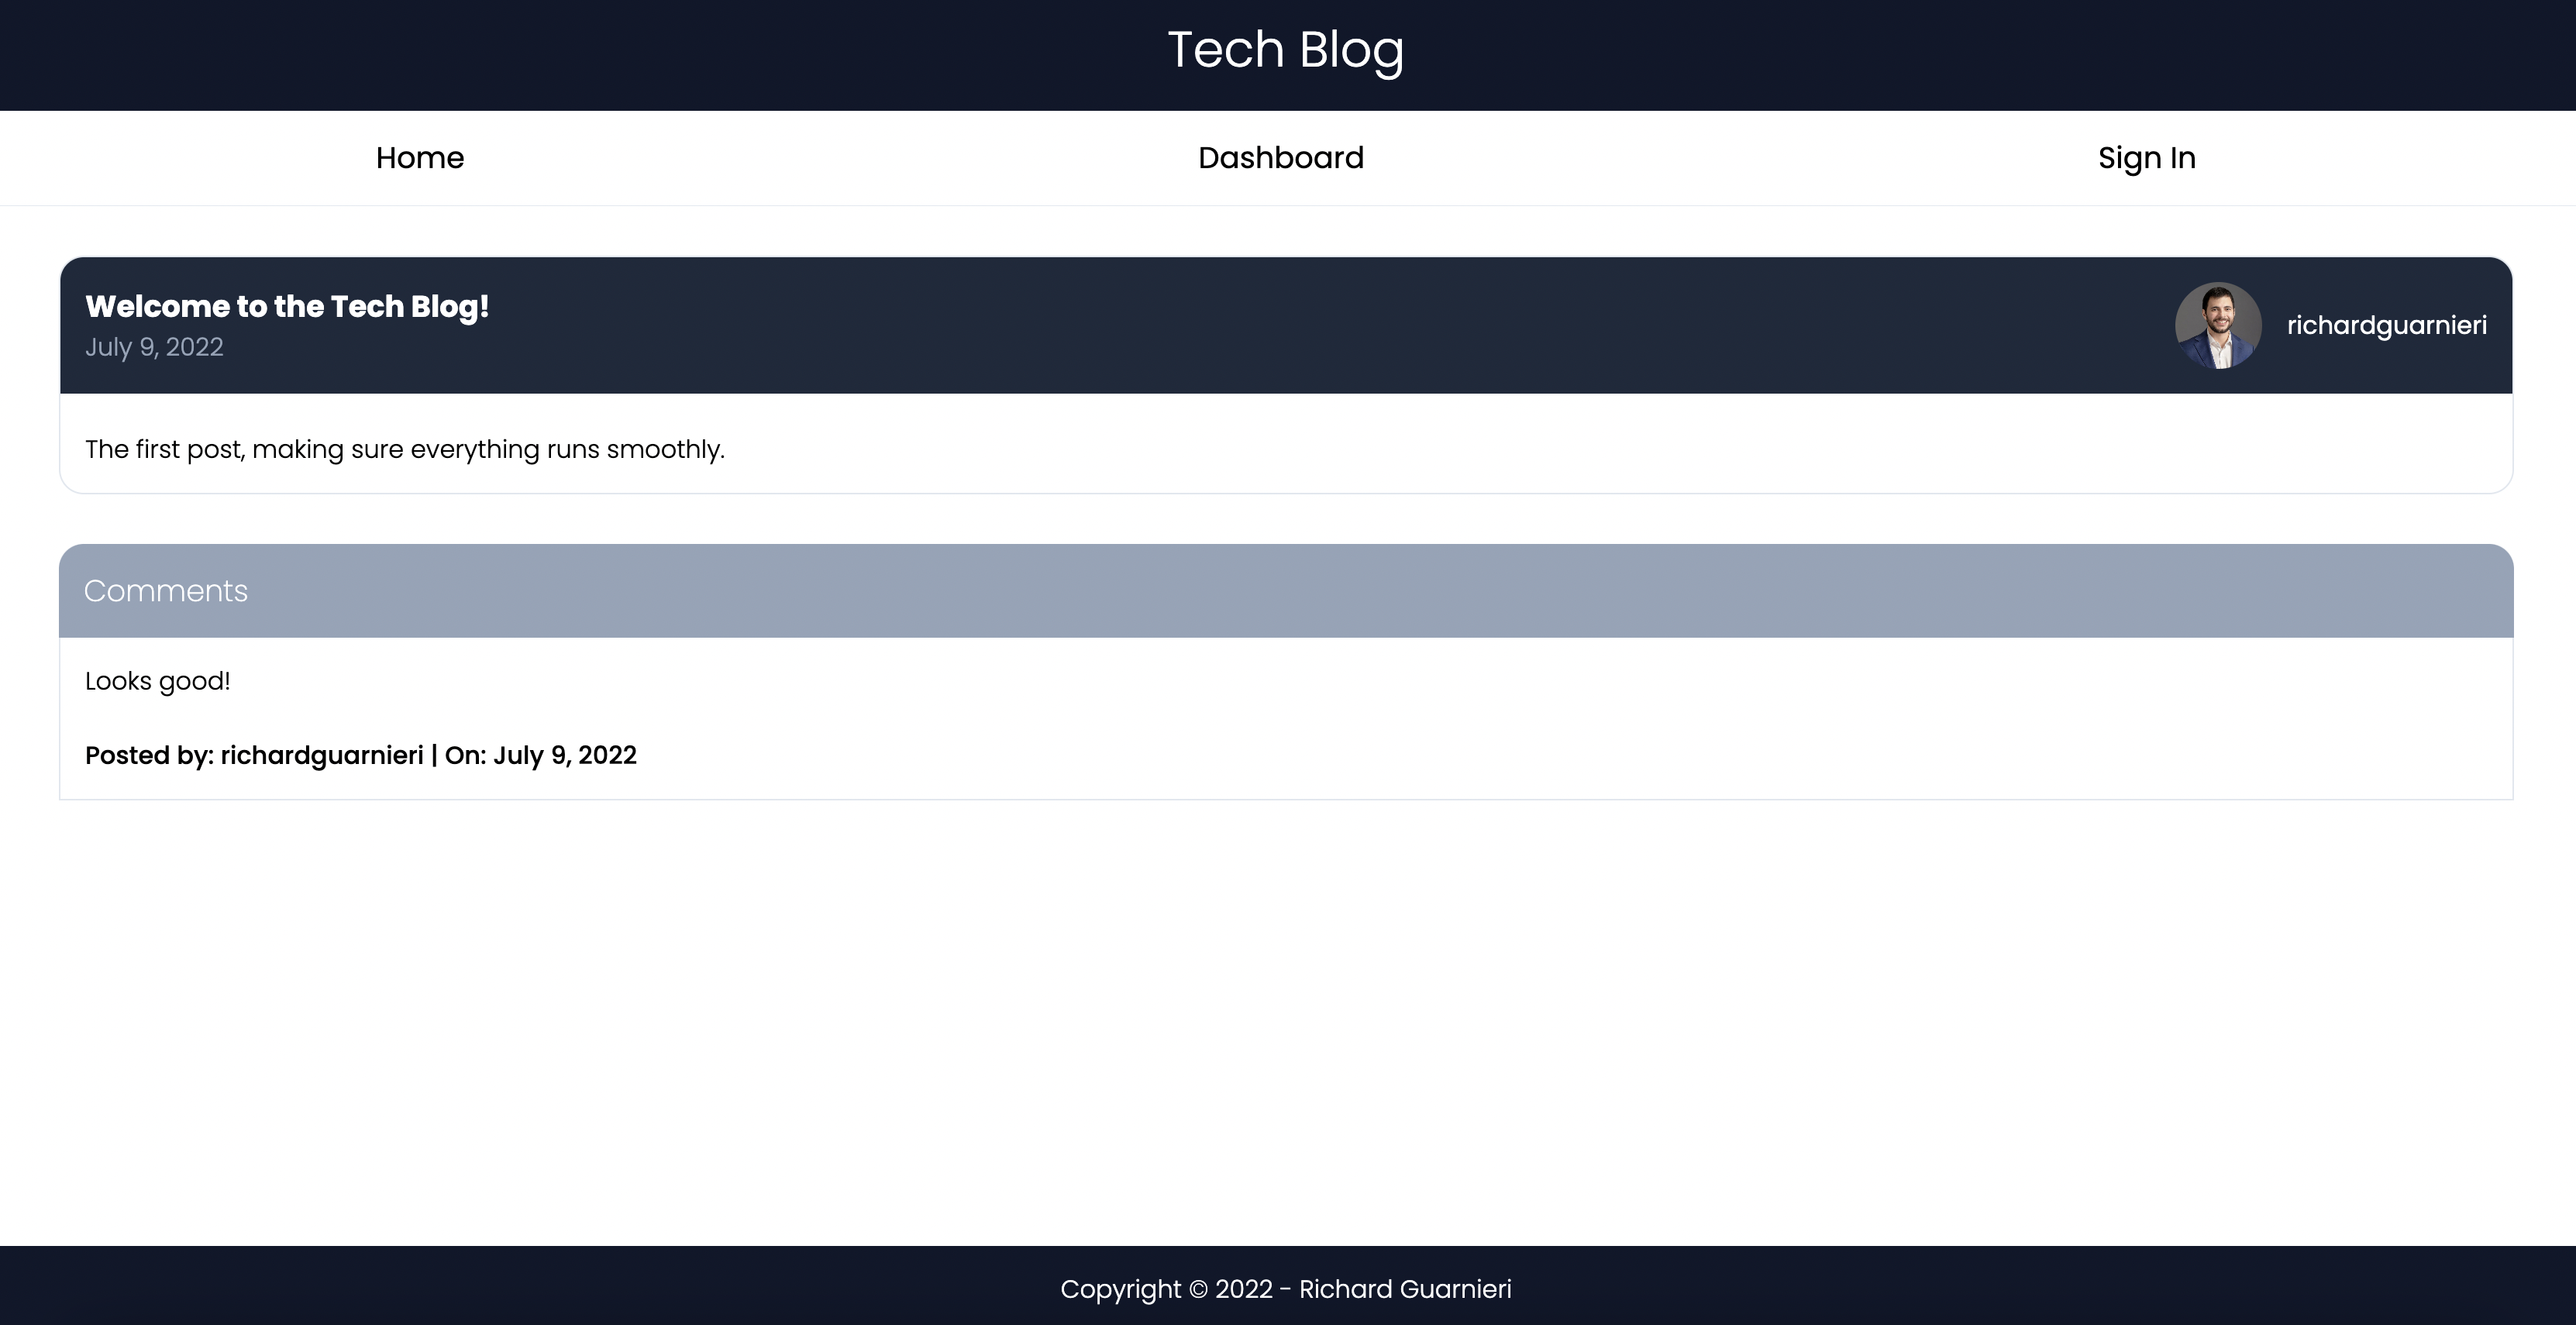 Tech Blog
Home Dashboard Sign In
Welcome to the Tech Blog!
July 9, 2022
richardguarnieri
The first post, making sure everything runs smoothly.
Comments
Looks good!
Posted by: richardguarnieri | On: July 9, 2022
Copyright © 2022 - Richard Guarnieri